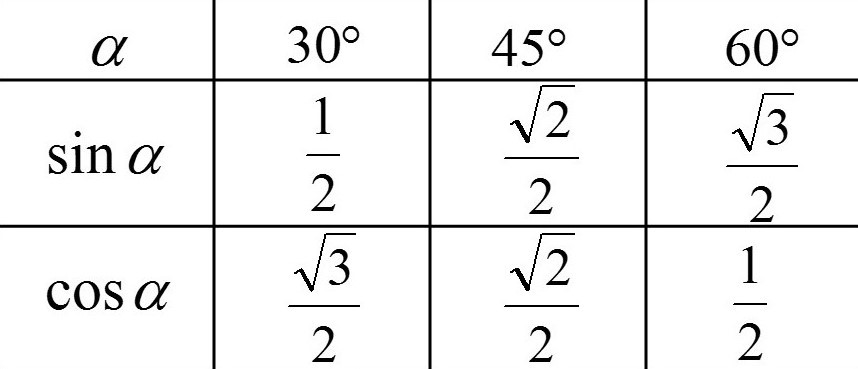 α 30° 45° 60°
sin α 1/2 √2/2 √3/2
cos α √3/2 √2/2 1/2